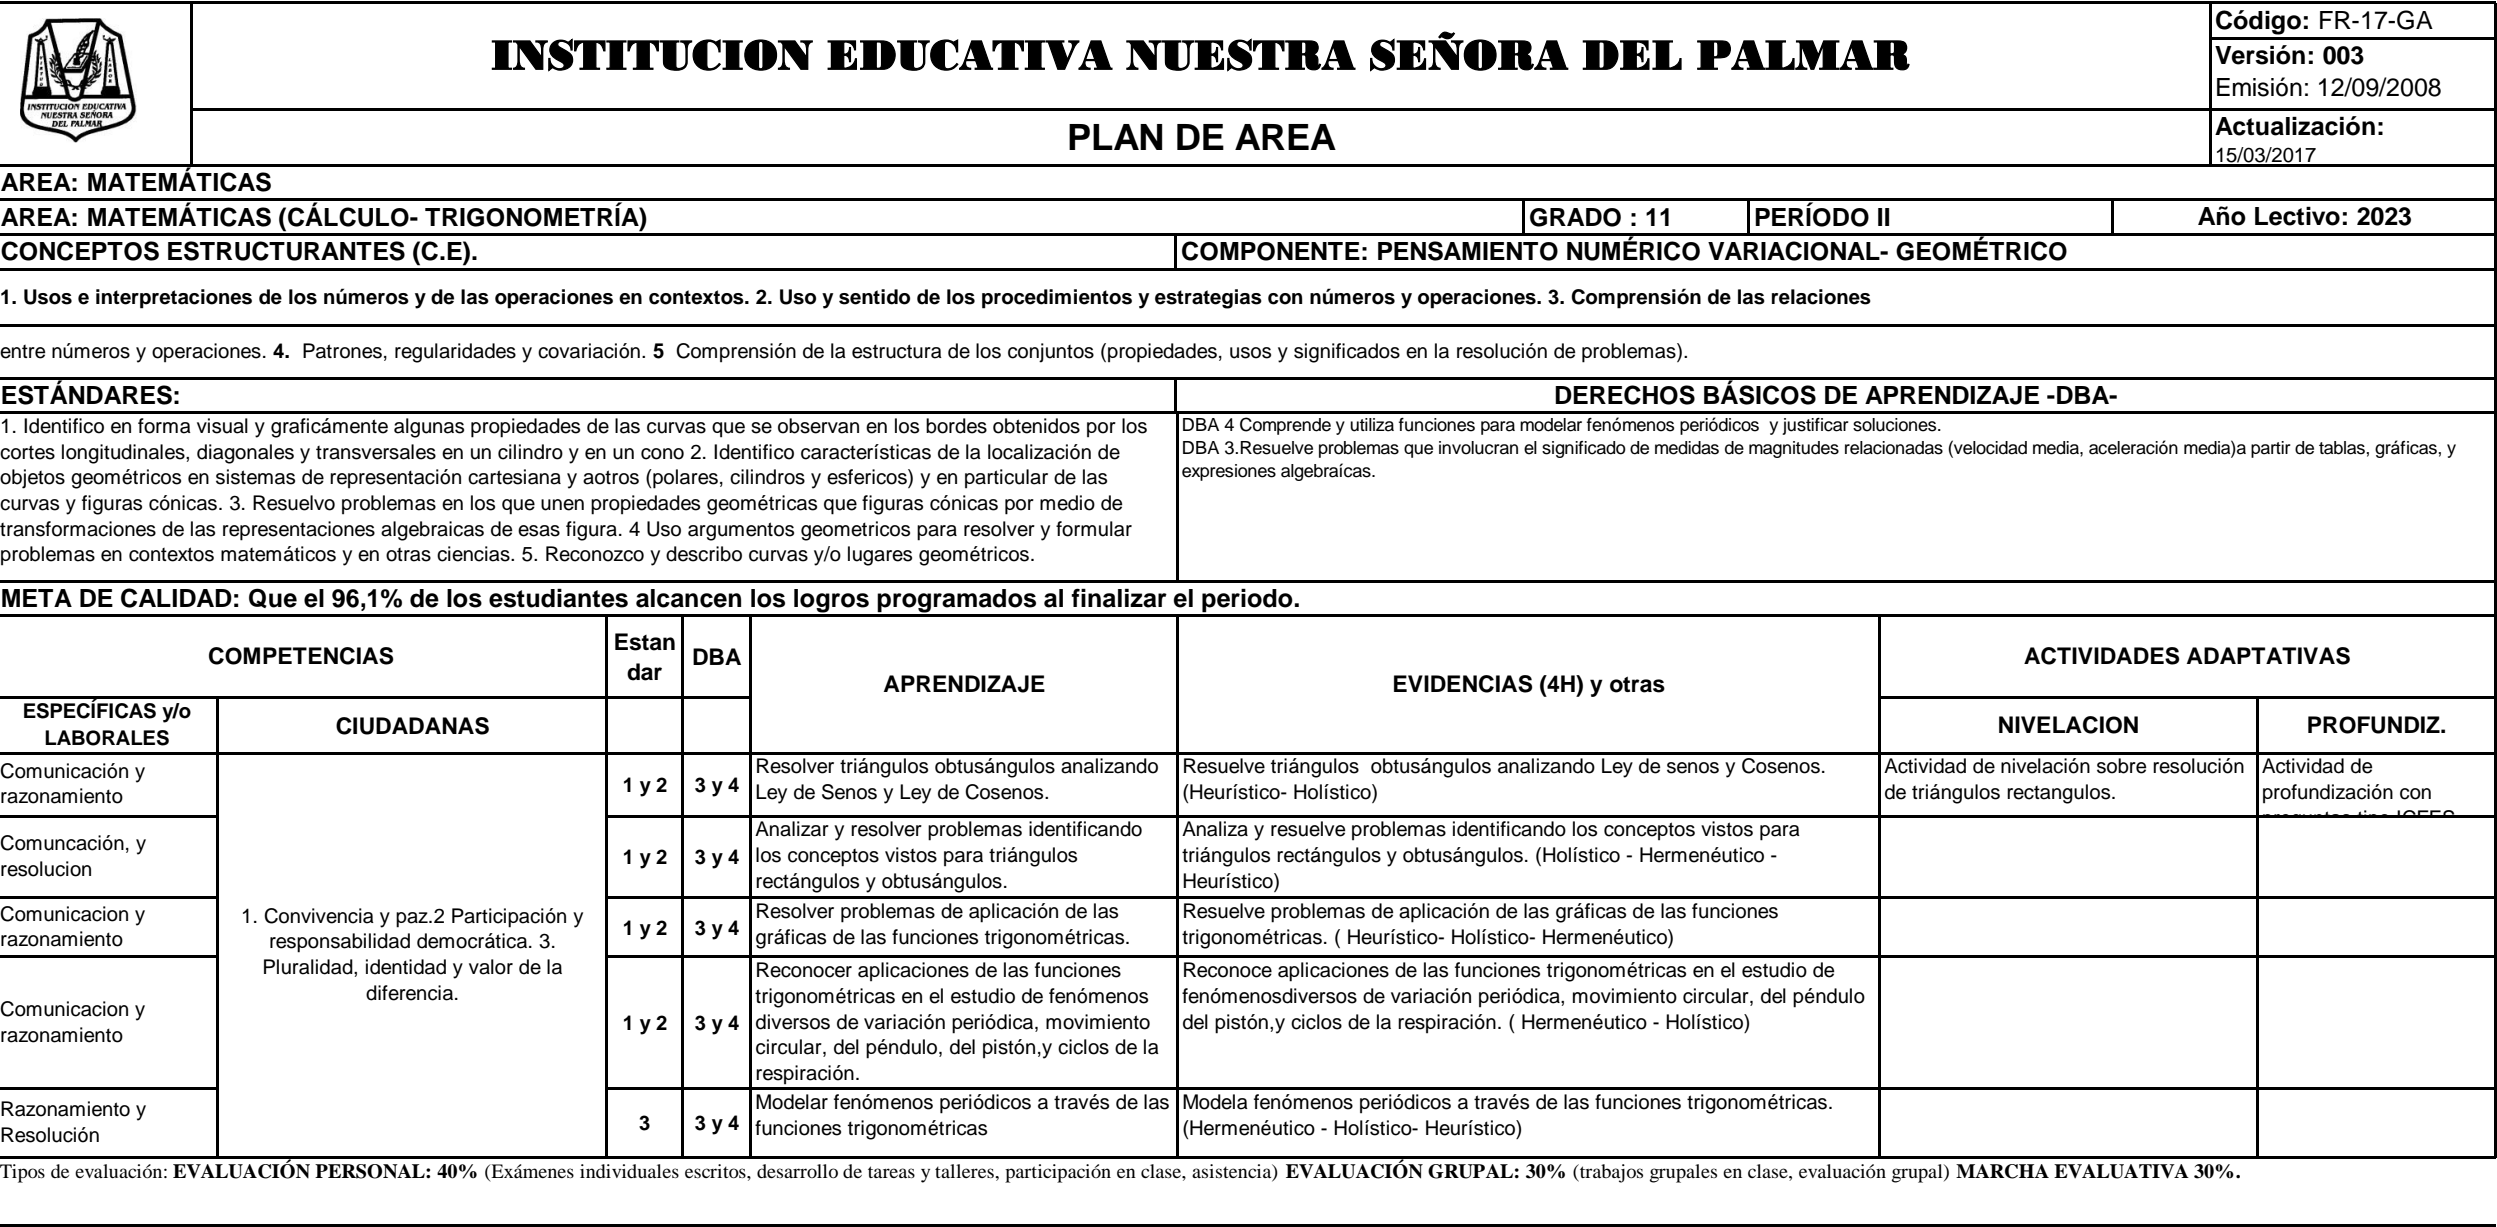 INSTITUCION EDUCATIVA
NUESTRA SEÑORA
DEL PALMAR
INSTITUCION EDUCATIVA NUESTRA SEÑORA DEL PALMAR
Código: FR-17-GA
Versión: 003
Emisión: 12/09/2008
PLAN DE AREA
Actualización:
15/03/2017
AREA: MATEMÁTICAS
AREA: MATEMÁTICAS (CÁLCULO- TRIGONOMETRÍA)
GRADO : 11
PERÍODO II
Año Lectivo: 2023
CONCEPTOS ESTRUCTURANTES (C.E).
COMPONENTE: PENSAMIENTO NUMÉRICO VARIACIONAL- GEOMÉTRICO
1. Usos e interpretaciones de los números y de las operaciones en contextos. 2. Uso y sentido de los procedimientos y estrategias con números y operaciones. 3. Comprensión de las relaciones
entre números y operaciones. 4. Patrones, regularidades y covariación. 5 Comprensión de la estructura de los conjuntos (propiedades, usos y significados en la resolución de problemas).
ESTÁNDARES:
DERECHOS BÁSICOS DE APRENDIZAJE -DBA-
1. Identifico en forma visual y graficámente algunas propiedades de las curvas que se observan en los bordes obtenidos por los
cortes longitudinales, diagonales y transversales en un cilindro y en un cono 2. Identifico características de la localización de
objetos geométricos en sistemas de representación cartesiana y aotros (polares, cilindros y esfericos) y en particular de las
curvas y figuras cónicas. 3. Resuelvo problemas en los que unen propiedades geométricas que figuras cónicas por medio de
transformaciones de las representaciones algebraicas de esas figura. 4 Uso argumentos geometricos para resolver y formular
problemas en contextos matemáticos y en otras ciencias. 5. Reconozco y describo curvas y/o lugares geométricos.
DBA 4 Comprende y utiliza funciones para modelar fenómenos periódicos y justificar soluciones.
DBA 3.Resuelve problemas que involucran el significado de medidas de magnitudes relacionadas (velocidad media, aceleración media)a partir de tablas, gráficas, y
expresiones algebraícas.
META DE CALIDAD: Que el 96,1% de los estudiantes alcancen los logros programados al finalizar el periodo.
COMPETENCIAS
Estan
dar
DBA
APRENDIZAJE
EVIDENCIAS (4H) y otras
ACTIVIDADES ADAPTATIVAS
ESPECÍFICAS y/o
LABORALES
CIUDADANAS
NIVELACION
PROFUNDIZ.
Comunicación y
razonamiento
1 y 2
3 y 4
Resolver triángulos obtusángulos analizando
Ley de Senos y Ley de Cosenos.
Resuelve triángulos obtusángulos analizando Ley de senos y Cosenos.
(Heurístico- Holístico)
Actividad de nivelación sobre resolución
de triángulos rectangulos.
Actividad de
profundización con
preguntas tipo ICFES
Comuncación, y
resolucion
1 y 2
3 y 4
Analizar y resolver problemas identificando
los conceptos vistos para triángulos
rectángulos y obtusángulos.
Analiza y resuelve problemas identificando los conceptos vistos para
triángulos rectángulos y obtusángulos. (Holístico - Hermenéutico -
Heurístico)
1. Convivencia y paz.2 Participación y
responsabilidad democrática. 3.
Pluralidad, identidad y valor de la
diferencia.
Comunicacion y
razonamiento
1 y 2
3 y 4
Resolver problemas de aplicación de las
gráficas de las funciones trigonométricas.
Resuelve problemas de aplicación de las gráficas de las funciones
trigonométricas. ( Heurístico- Holístico- Hermenéutico)
Comunicacion y
razonamiento
1 y 2
3 y 4
Reconocer aplicaciones de las funciones
trigonométricas en el estudio de fenómenos
diversos de variación periódica, movimiento
circular, del péndulo, del pistón,y ciclos de la
respiración.
Reconoce aplicaciones de las funciones trigonométricas en el estudio de
fenómenosdiversos de variación periódica, movimiento circular, del péndulo
del pistón,y ciclos de la respiración. ( Hermenéutico - Holístico)
Razonamiento y
Resolución
3
3 y 4
Modelar fenómenos periódicos a través de las
funciones trigonométricas
Modela fenómenos periódicos a través de las funciones trigonométricas.
(Hermenéutico - Holístico- Heurístico)
Tipos de evaluación: EVALUACIÓN PERSONAL: 40% (Exámenes individuales escritos, desarrollo de tareas y talleres, participación en clase, asistencia) EVALUACIÓN GRUPAL: 30% (trabajos grupales en clase, evaluación grupal) MARCHA EVALUATIVA 30%.